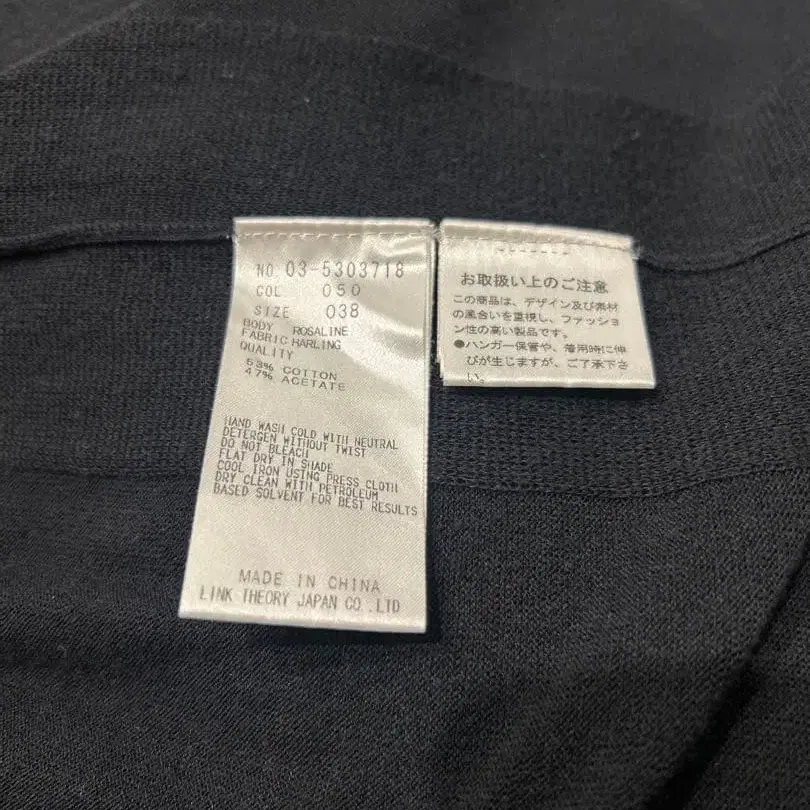 NO. 03-5303718
COL 050
SIZE 038
BODY ROSALINE
FABRIC HARLING
QUALITY
53% COTTON
47% ACETATE
HAND WASH COLD WITH NEUTRAL
DETERGEN WITHOUT TWIST
DO NOT BLEACH
FLAT DRY IN SHADE
COOL IRON USING PRESS CLOTH
DRY CLEAN WITH PETROLEUM
BASED SOLVENT FOR BEST RESULTS
MADE IN CHINA
LINK THEORY JAPAN CO.,LTD
お取扱い上のご注意
この商品は、デザイン及び素材
の風合いを重視し、ファッショ
ン性の高い製品です。
●ハンガー保管や、着用時に伸
びが生じますが、ご了承下さ
い。